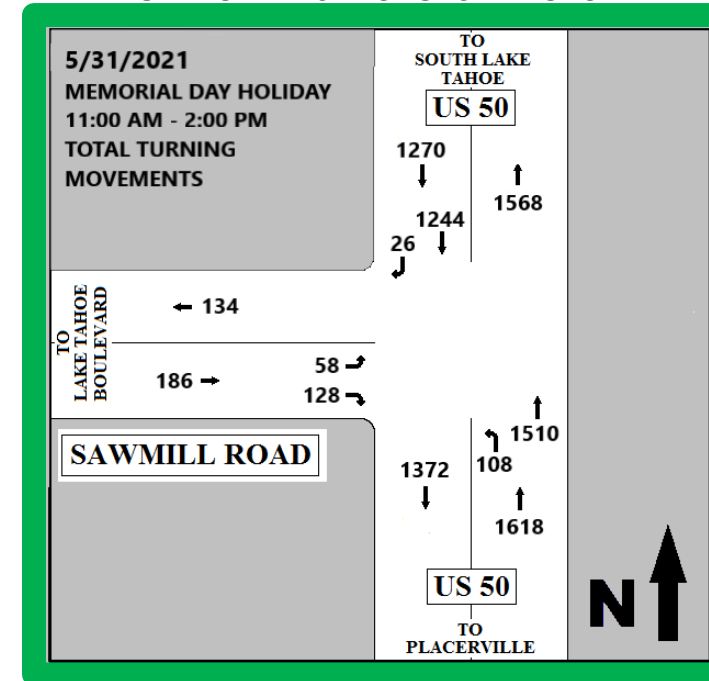 5/31/2021
MEMORIAL DAY HOLIDAY
11:00 AM - 2:00 PM
TOTAL TURNING
MOVEMENTS
TO
SOUTH LAKE
TAHOE
US 50
1270
1568
1244
26
TO
LAKE TAHOE
BOULEVARD
134
186
58
128
SAWMILL ROAD
1510
108
1372
1618
US 50
TO
PLACERVILLE
N